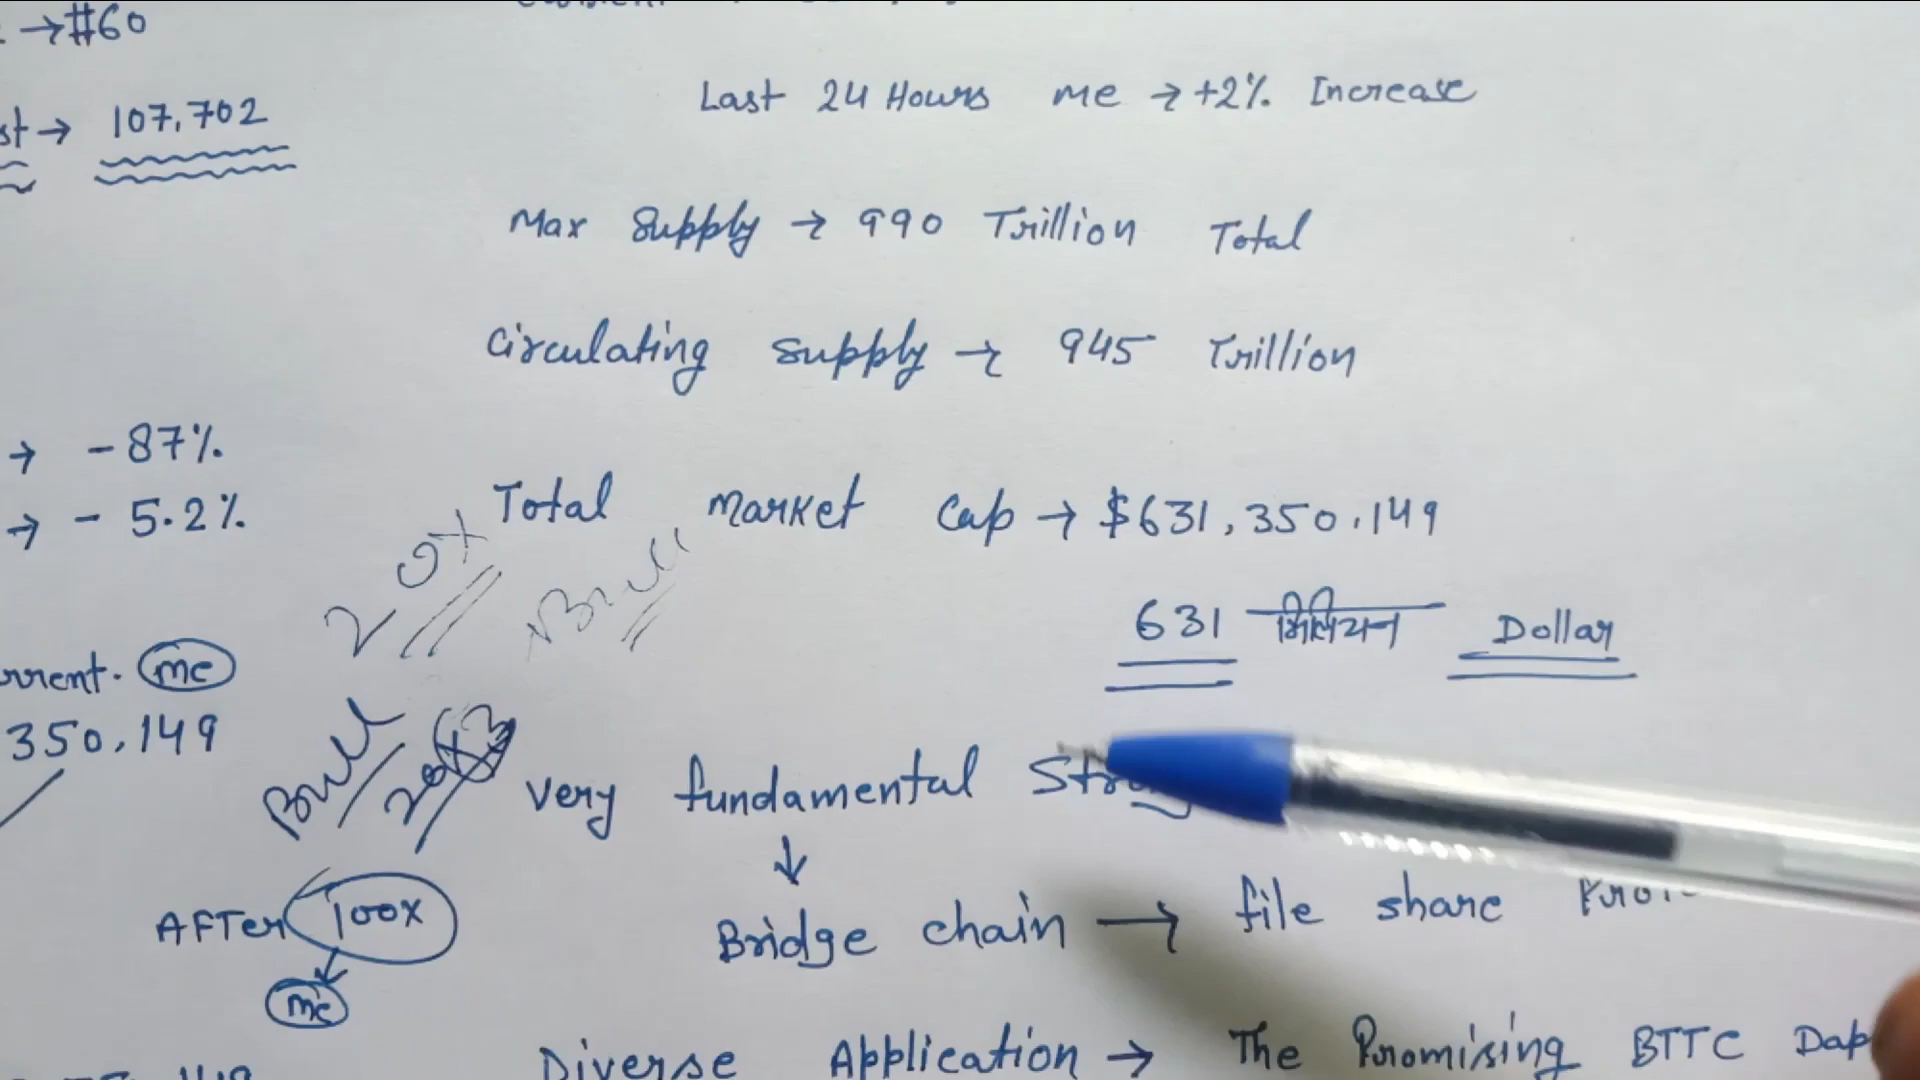 → #60
Last 24 Hours me → +2% Increase
→ 107,702
Max Supply → 990 Trillion Total
Circulating Supply → 945 Trillion
→ - 87%
→ - 5.2%
Total Market Cap → $631,350,149
20x
Bull
631 मिलियन Dollar
mc
350,149
Bull
Very fundamental
↓
AFTer 100x
mc
Bridge chain → file share
Diverse Application → The Promising BTTC